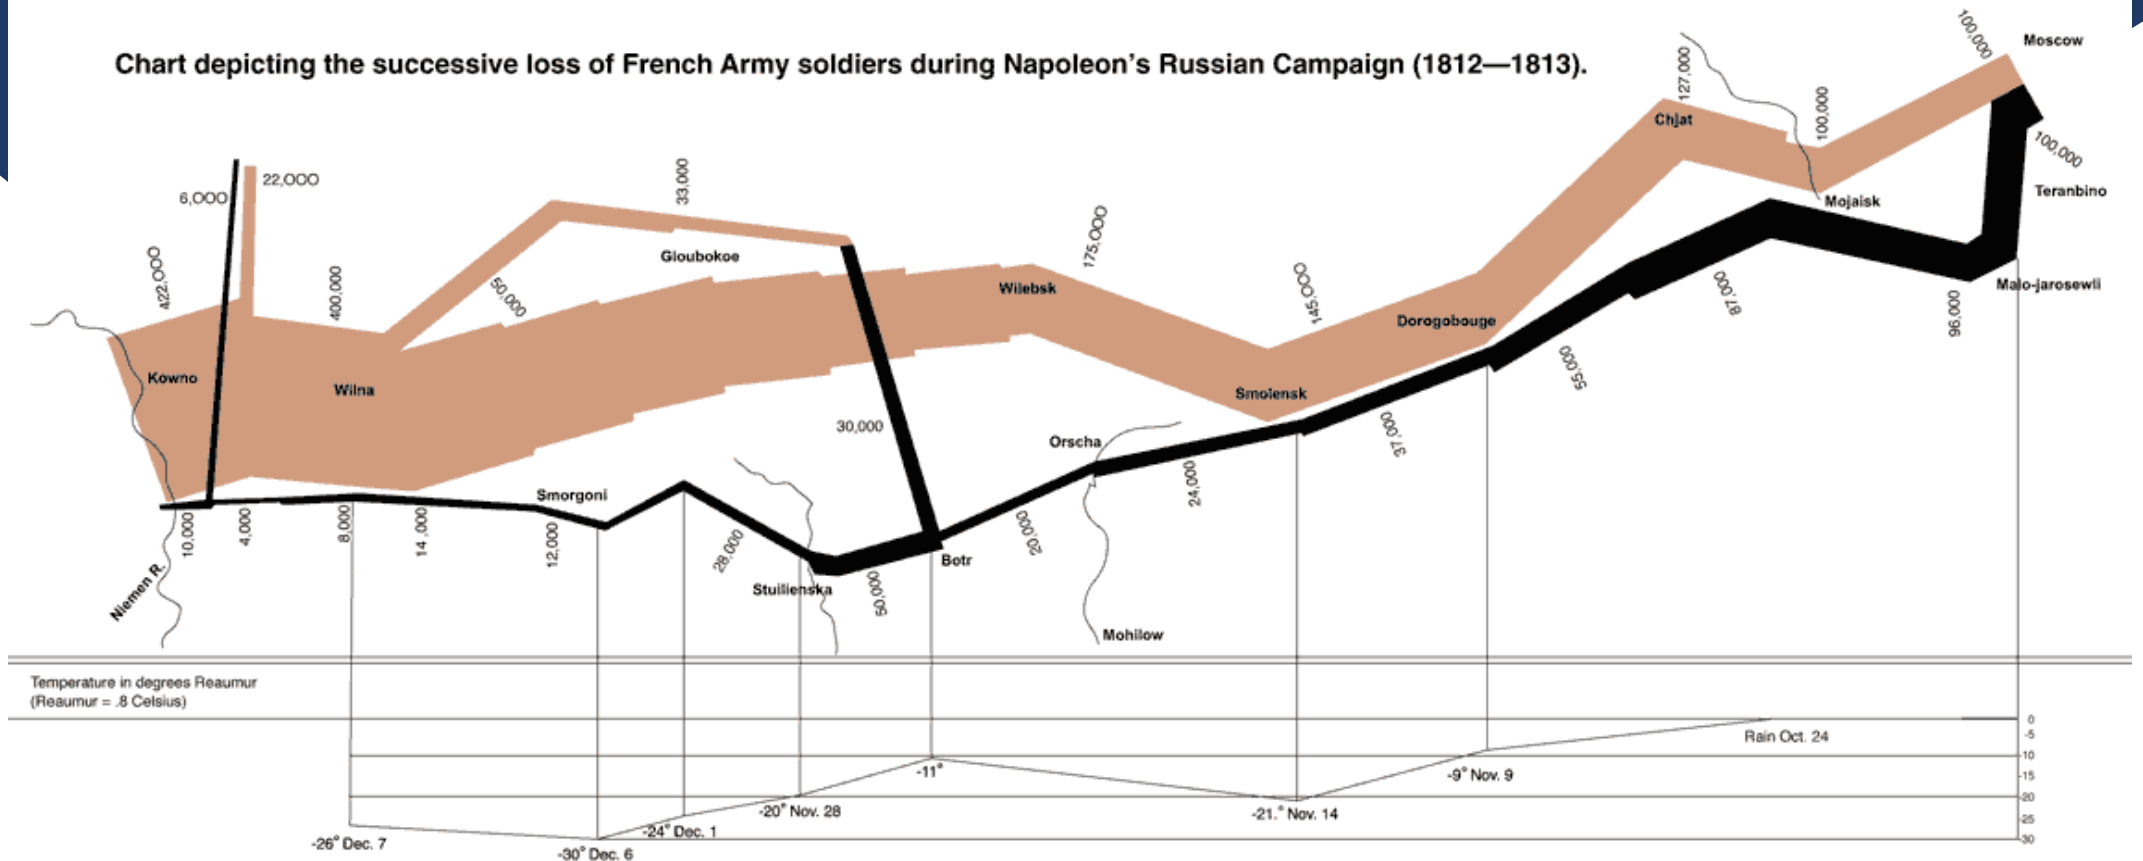 Chart depicting the successive loss of French Army soldiers during Napoleon's Russian Campaign (1812—1813).
Moscow
100,000
127,000
100,000
Chjat
100,000
Teranbino
Mojaisk
Malo-jarosewli
6,000
22,000
33,000
Gloubokoe
50,000
422,000
400,000
Kowno
Wilna
175,000
Wilebsk
145,000
Dorogobouge
Smolensk
96,000
87,000
55,000
37,000
24,000
Orscha
20,000
30,000
Botr
50,000
Stuilienska
28,000
Smorgoni
12,000
14,000
8,000
4,000
10,000
Niemen R.
Mohilow
Temperature in degrees Reaumur
(Reaumur = .8 Celsius)
0
-5
-10
-15
-20
-25
-30
Rain Oct. 24
-9° Nov. 9
-21.° Nov. 14
-11°
-20° Nov. 28
-24° Dec. 1
-30° Dec. 6
-26° Dec. 7